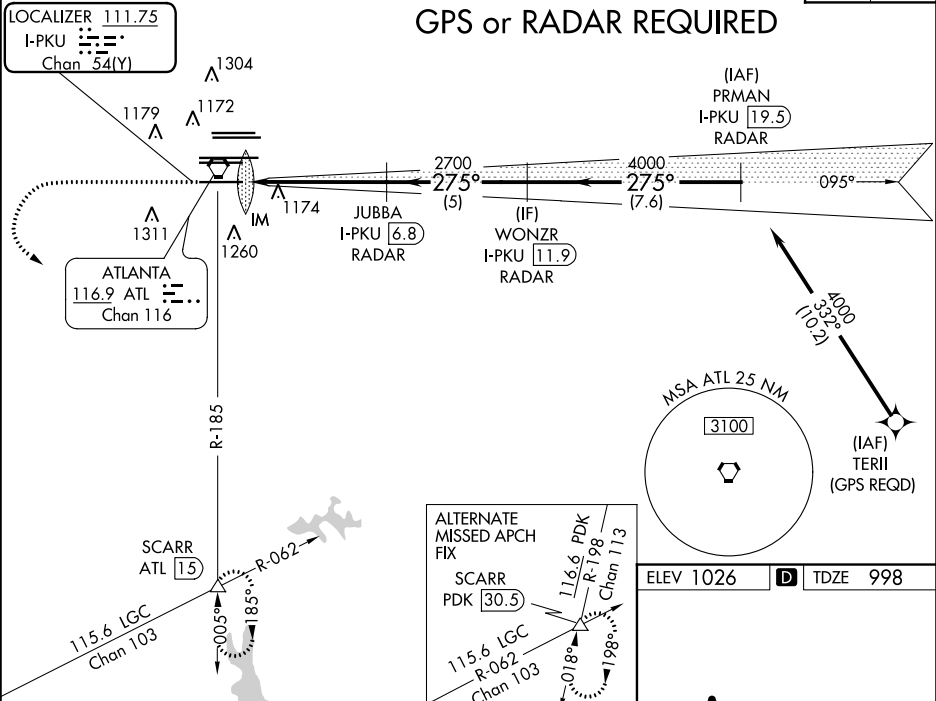 GPS or RADAR REQUIRED
LOCALIZER 111.75
I-PKU
Chan 54(Y)
1304
1179
1172
(IAF)
PRMAN
I-PKU 19.5
RADAR
2700
275°
(5)
4000
275°
(7.6)
095°
IM
1174
1311
1260
JUBBA
I-PKU 6.8
RADAR
(IF)
WONZR
I-PKU 11.9
RADAR
ATLANTA
116.9 ATL
Chan 116
4000
332°
(10.2)
R-185
MSA ATL 25 NM
3100
(IAF)
TERII
(GPS REQD)
SCARR
ATL 15
R-062
005°
185°
115.6 LGC
Chan 103
ALTERNATE
MISSED APCH
FIX
SCARR
PDK 30.5
116.6 PDK
R-198
Chan 113
115.6 LGC
R-062
Chan 103
018°
198°
ELEV 1026
D
TDZE 998